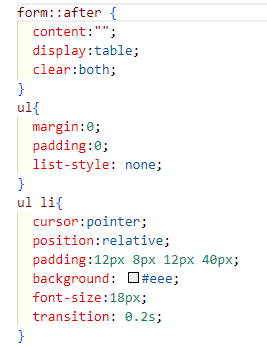 form::after {
  content:"";
  display:table;
  clear:both;
}
ul{
  margin:0;
  padding:0;
  list-style: none;
}
ul li{
  cursor:pointer;
  position:relative;
  padding:12px 8px 12px 40px;
  background: #eee;
  font-size:18px;
  transition: 0.2s;
}